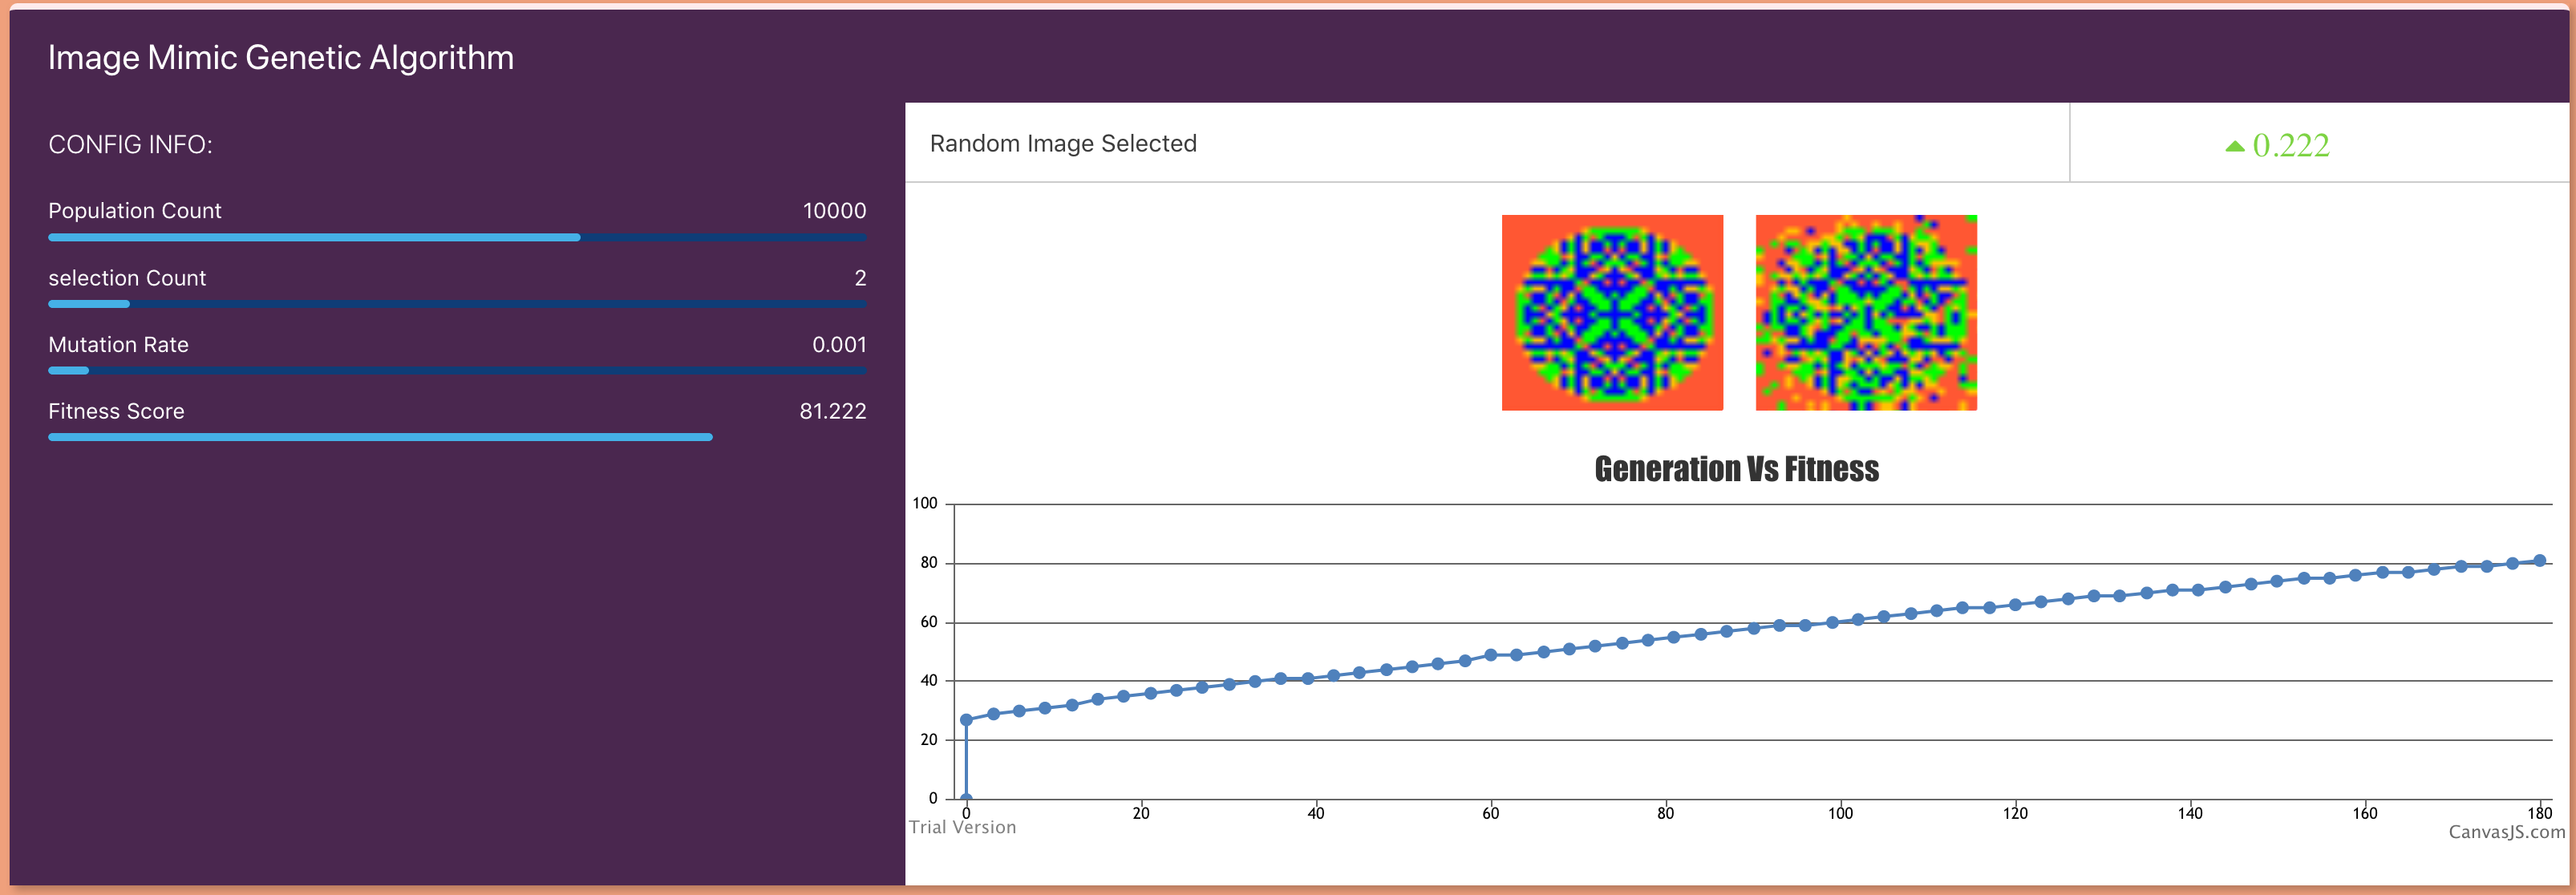 Image Mimic Genetic Algorithm
CONFIG INFO:
Population Count 10000
selection Count 2
Mutation Rate 0.001
Fitness Score 81.222
Random Image Selected
0.222
Generation Vs Fitness
100
80
60
40
20
0
0 20 40 60 80 100 120 140 160 180
Trial Version
CanvasJS.com